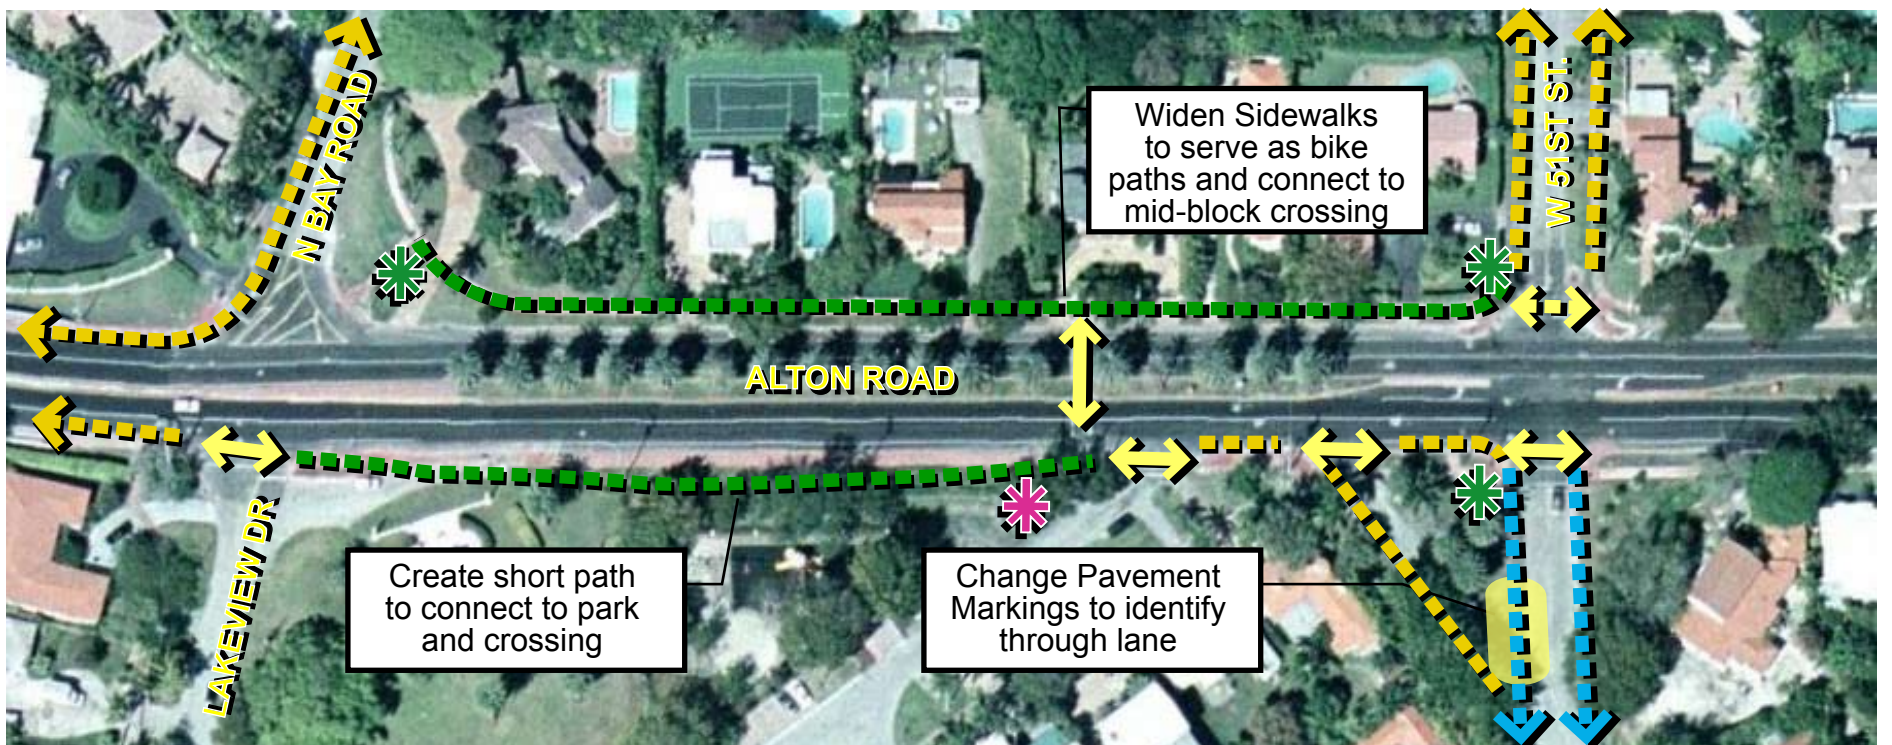 N BAY ROAD
Widen Sidewalks
to serve as bike
paths and connect to
mid-block crossing
W 51ST ST.
ALTON ROAD
LAKEVIEW DR
Create short path
to connect to park
and crossing
Change Pavement
Markings to identify
through lane